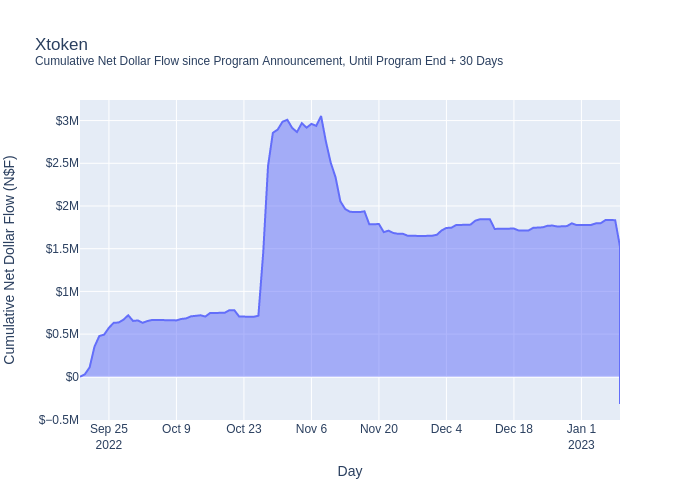 Xtoken
Cumulative Net Dollar Flow since Program Announcement, Until Program End + 30 Days
Cumulative Net Dollar Flow (N$F)
$3M
$2.5M
$2M
$1.5M
$1M
$0.5M
$0
$−0.5M
Sep 25
2022
Oct 9
Oct 23
Nov 6
Nov 20
Dec 4
Dec 18
Jan 1
2023
Day